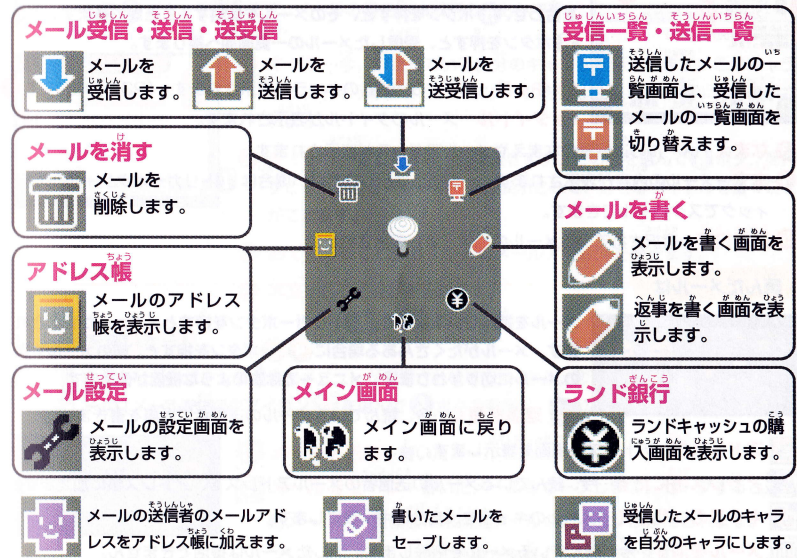 メール受信・送信・送受信
メールを
受信します。
メールを
送信します。
メールを
送受信します。
受信一覧・送信一覧
送信したメールの一
覧画面と、受信した
メールの一覧画面を
切り替えます。
メールを消す
メールを
削除します。
アドレス帳
メールのアドレス
帳を表示します。
メールを書く
メールを書く画面を
表示します。
返事を書く画面を表
示します。
メール設定
メールの設定画面を
表示します。
メイン画面
メイン画面に戻り
ます。
ランド銀行
ランドキャッシュの購
入画面を表示します。
メールの送信者のメールアド
レスをアドレス帳に加えます。
書いたメールを
セーブします。
受信したメールのキャラ
を自分のキャラにします。